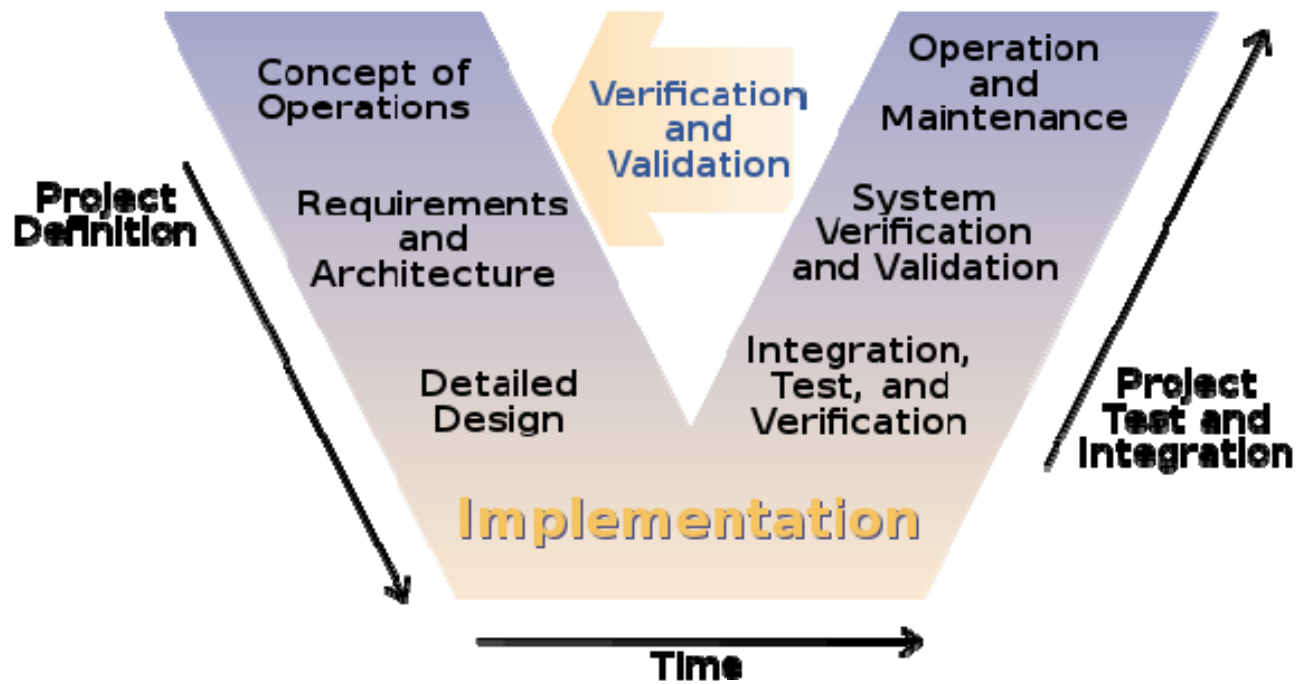 Concept of
Operations
Verification
and
Validation
Operation
and
Maintenance
Project
Definition
Requirements
and
Architecture
System
Verification
and Validation
Detailed
Design
Integration,
Test, and
Verification
Project
Test and
Integration
Implementation
Time